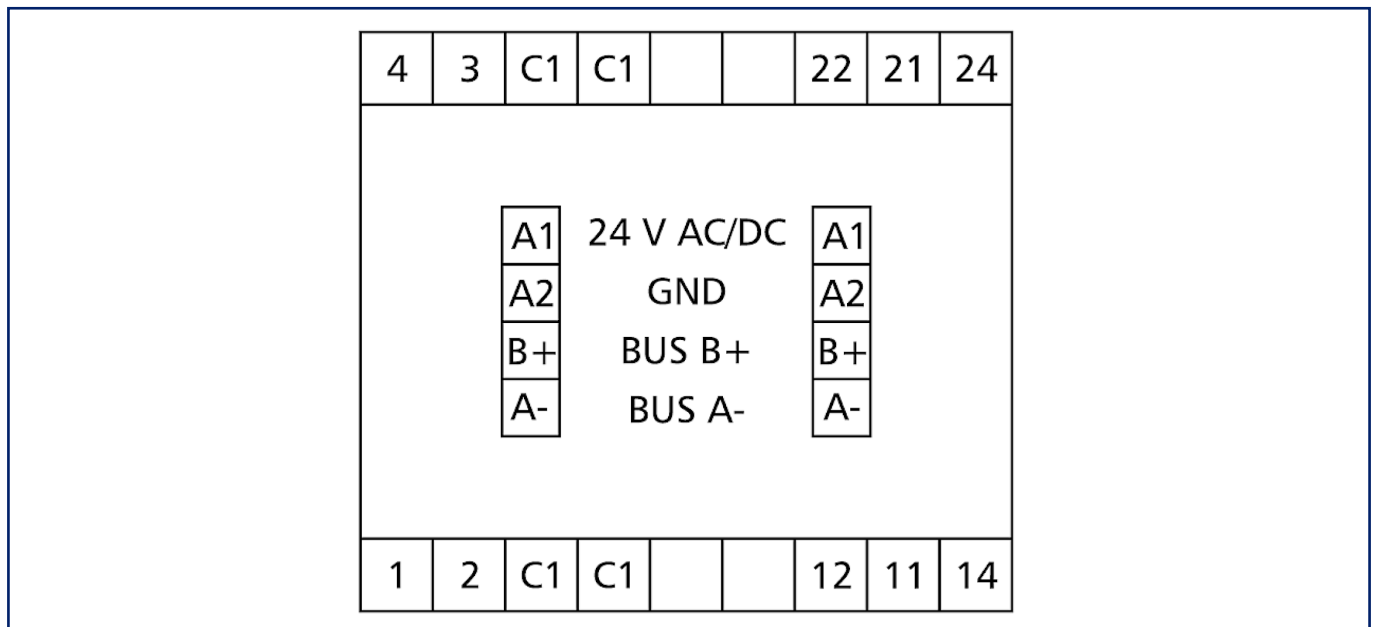 4 3 C1 C1 22 21 24
A1 24 V AC/DC A1
A2 GND A2
B+ BUS B+ B+
A- BUS A- A-
1 2 C1 C1 12 11 14